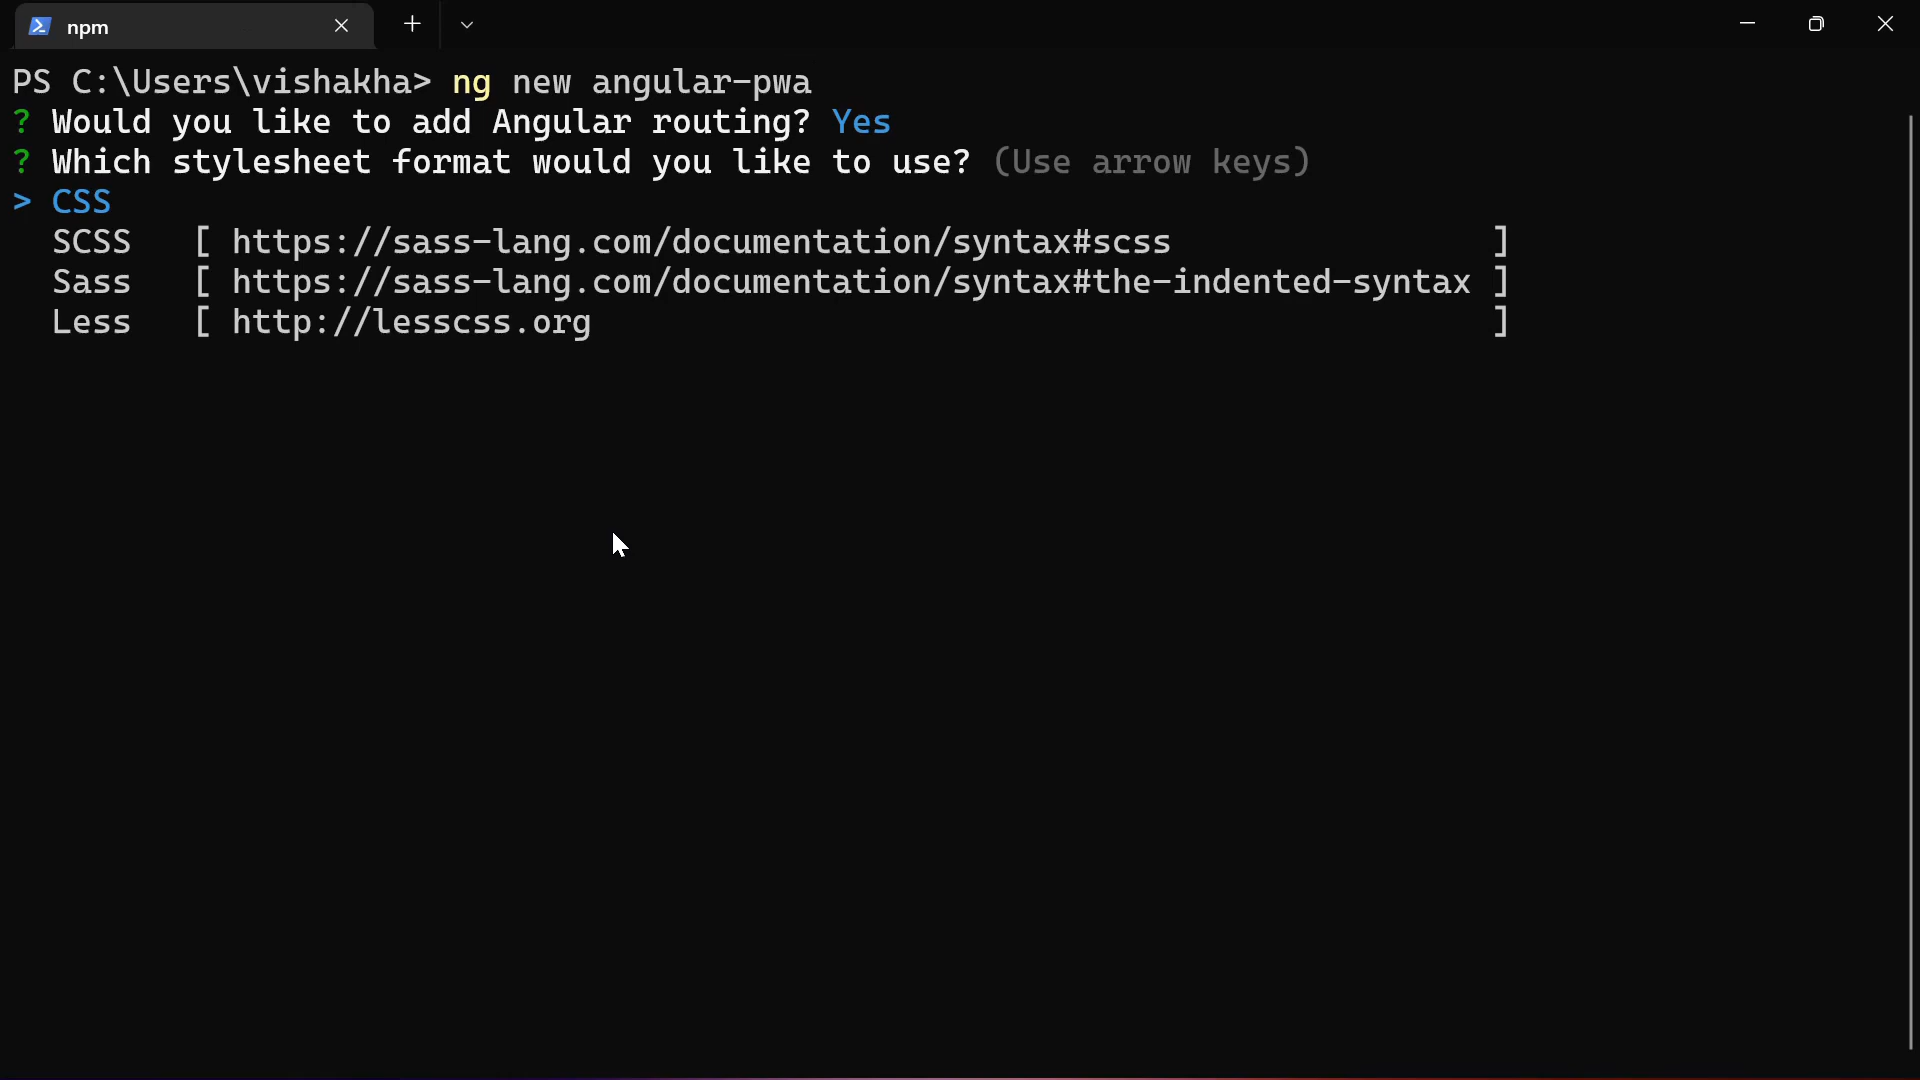 npm
PS C:\Users\vishakha> ng new angular-pwa
? Would you like to add Angular routing? Yes
? Which stylesheet format would you like to use? (Use arrow keys)
> CSS
SCSS [ https://sass-lang.com/documentation/syntax#scss ]
Sass [ https://sass-lang.com/documentation/syntax#the-indented-syntax ]
Less [ http://lesscss.org ]